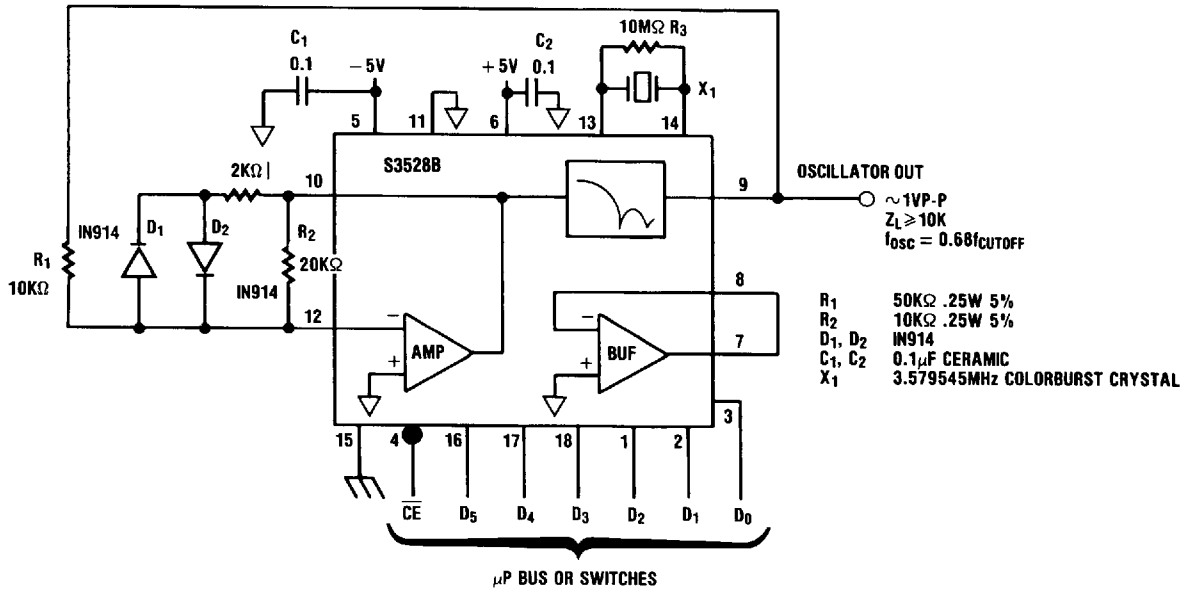 C1
0.1
−5V
5
11
+5V
6
C2
0.1
10MΩ R3
X1
13
14
S3528B
2KΩ
10
9
OSCILLATOR OUT
∼1VP-P
ZL⩾10K
fOSC = 0.68fCUTOFF
R1
10KΩ
IN914
D1
D2
IN914
R2
20KΩ
12
−
+
AMP
−
+
BUF
8
7
3
R1 50KΩ .25W 5%
R2 10KΩ .25W 5%
D1, D2 IN914
C1, C2 0.1μF CERAMIC
X1 3.579545MHz COLORBURST CRYSTAL
15
4
16
17
18
1
2
C̅E̅
D5
D4
D3
D2
D1
D0
μP BUS OR SWITCHES